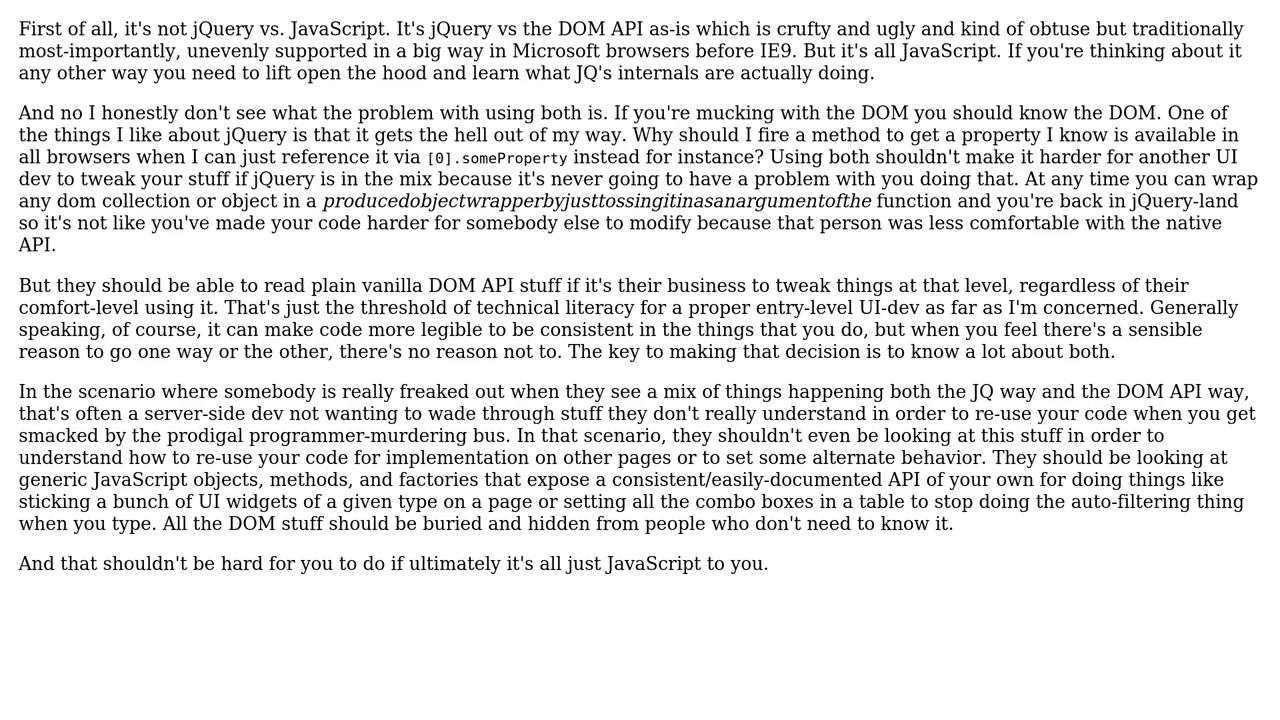 First of all, it's not jQuery vs. JavaScript. It's jQuery vs the DOM API as-is which is crufty and ugly and kind of obtuse but traditionally
most-importantly, unevenly supported in a big way in Microsoft browsers before IE9. But it's all JavaScript. If you're thinking about it
any other way you need to lift open the hood and learn what JQ's internals are actually doing.
And no I honestly don't see what the problem with using both is. If you're mucking with the DOM you should know the DOM. One of
the things I like about jQuery is that it gets the hell out of my way. Why should I fire a method to get a property I know is available in
all browsers when I can just reference it via [0].someProperty instead for instance? Using both shouldn't make it harder for another UI
dev to tweak your stuff if jQuery is in the mix because it's never going to have a problem with you doing that. At any time you can wrap
any dom collection or object in a producedobjectwrapperbyjusttossingitinasanargumentofthe function and you're back in jQuery-land
so it's not like you've made your code harder for somebody else to modify because that person was less comfortable with the native
API.
But they should be able to read plain vanilla DOM API stuff if it's their business to tweak things at that level, regardless of their
comfort-level using it. That's just the threshold of technical literacy for a proper entry-level UI-dev as far as I'm concerned. Generally
speaking, of course, it can make code more legible to be consistent in the things that you do, but when you feel there's a sensible
reason to go one way or the other, there's no reason not to. The key to making that decision is to know a lot about both.
In the scenario where somebody is really freaked out when they see a mix of things happening both the JQ way and the DOM API way,
that's often a server-side dev not wanting to wade through stuff they don't really understand in order to re-use your code when you get
smacked by the prodigal programmer-murdering bus. In that scenario, they shouldn't even be looking at this stuff in order to
understand how to re-use your code for implementation on other pages or to set some alternate behavior. They should be looking at
generic JavaScript objects, methods, and factories that expose a consistent/easily-documented API of your own for doing things like
sticking a bunch of UI widgets of a given type on a page or setting all the combo boxes in a table to stop doing the auto-filtering thing
when you type. All the DOM stuff should be buried and hidden from people who don't need to know it.
And that shouldn't be hard for you to do if ultimately it's all just JavaScript to you.